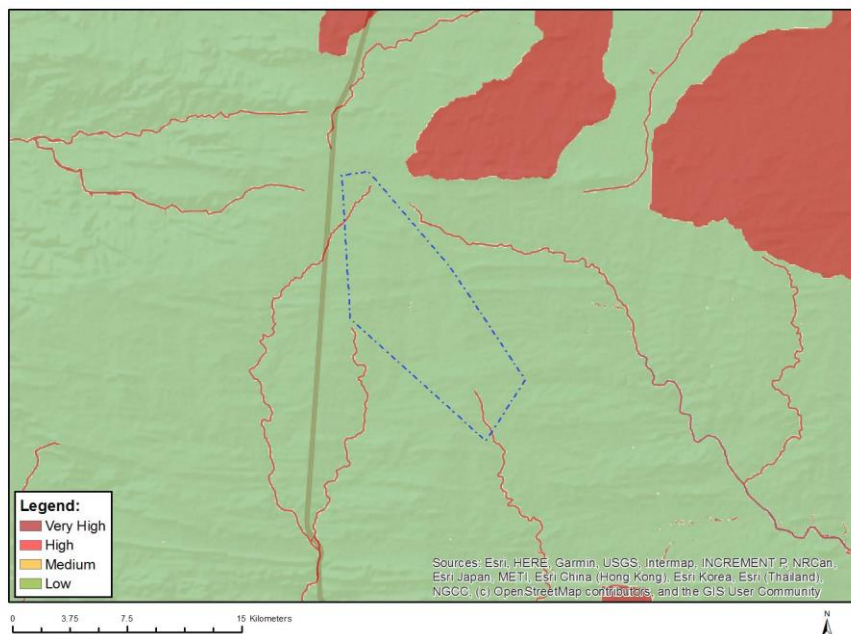 Legend:
Very High
High
Medium
Low
Sources: Esri, HERE, Garmin, USGS, Intermap, INCREMENT P, NRCan,
Esri Japan, METI, Esri China (Hong Kong), Esri Korea, Esri (Thailand),
NGCC, (c) OpenStreetMap contributors, and the GIS User Community
0 3.75 7.5 15 Kilometers
N